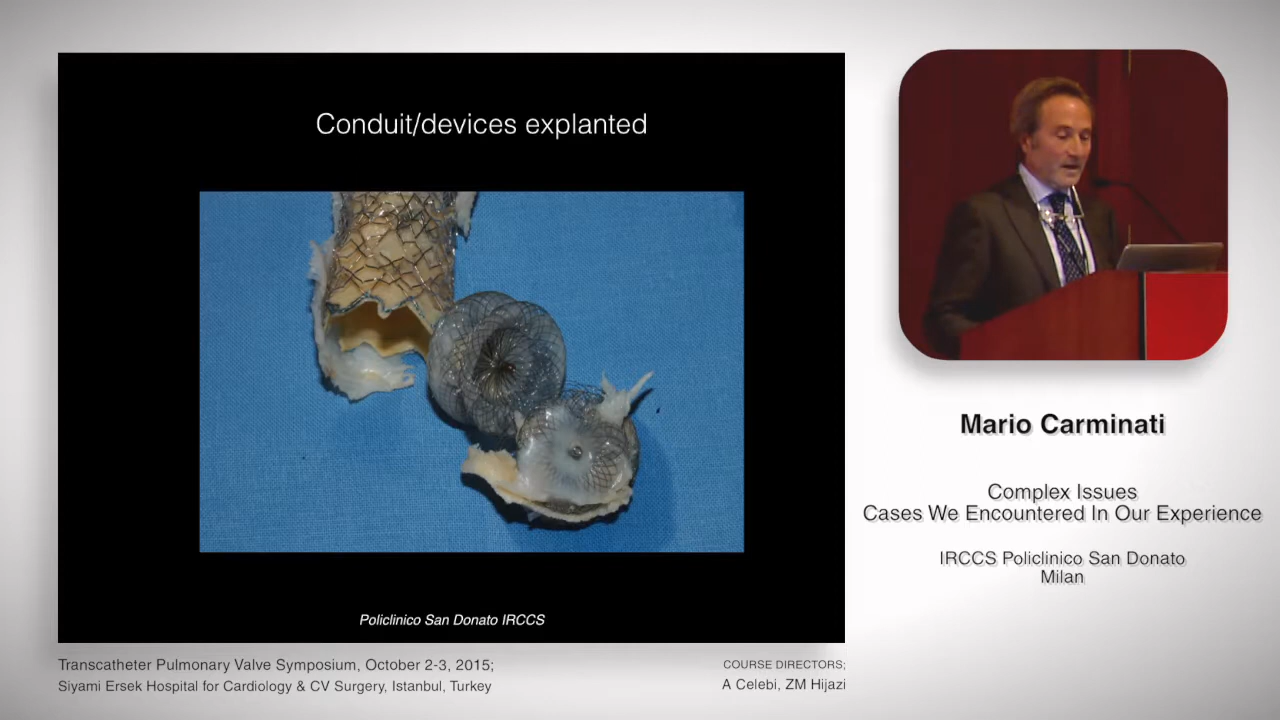 Conduit/devices explanted
Policlinico San Donato IRCCS
Mario Carminati
Complex Issues
Cases We Encountered In Our Experience
IRCCS Policlinico San Donato
Milan
Transcatheter Pulmonary Valve Symposium, October 2-3, 2015;
Siyami Ersek Hospital for Cardiology & CV Surgery, Istanbul, Turkey
COURSE DIRECTORS;
A Celebi, ZM Hijazi